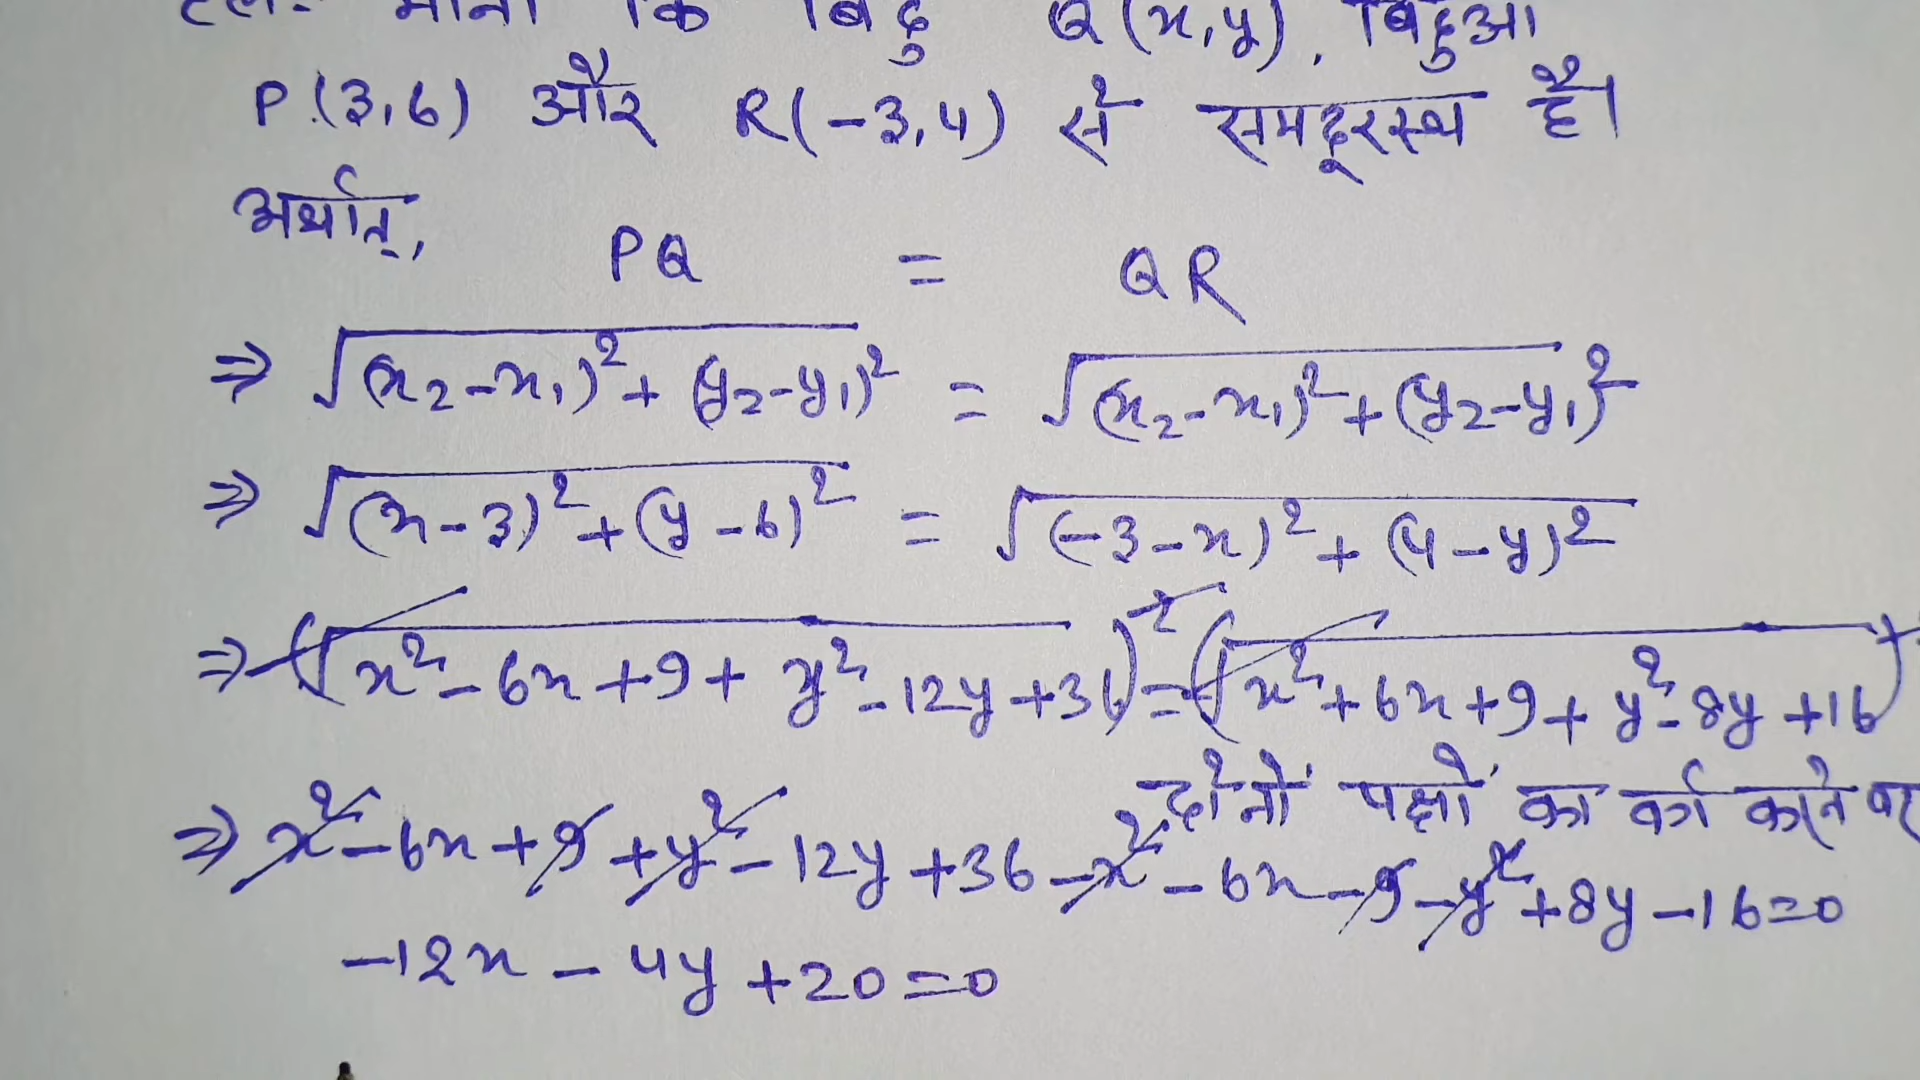 हल:- माना कि बिंदु Q(x,y), बिंदुओं
P(3,6) और R(-3,4) से समदूरस्थ है।
अर्थात्,
PQ = QR
⇒ √(x₂-x₁)²+(y₂-y₁)² = √(x₂-x₁)²+(y₂-y₁)²
⇒ √(x-3)²+(y-6)² = √(-3-x)²+(4-y)²
⇒ (√x²-6x+9+y²-12y+36)² = (√x²+6x+9+y²-8y+16)
दोनों पक्षों का वर्ग करने पर
⇒ x²-6x+9+y²-12y+36-x²-6x-9-y²+8y-16=0
-12x-4y+20=0